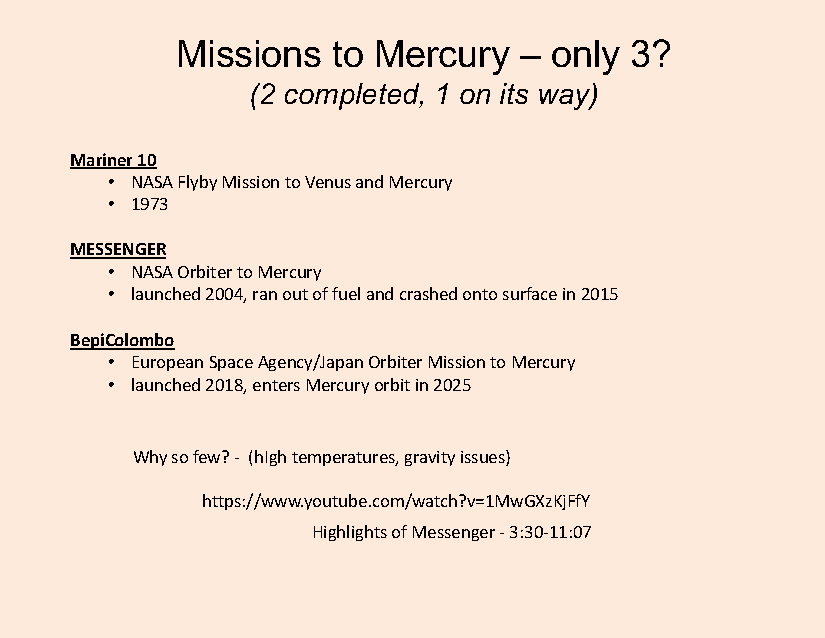 Missions to Mercury – only 3?
(2 completed, 1 on its way)
Mariner 10
• NASA Flyby Mission to Venus and Mercury
• 1973
MESSENGER
• NASA Orbiter to Mercury
• launched 2004, ran out of fuel and crashed onto surface in 2015
BepiColombo
• European Space Agency/Japan Orbiter Mission to Mercury
• launched 2018, enters Mercury orbit in 2025
Why so few? - (hIgh temperatures, gravity issues)
https://www.youtube.com/watch?v=1MwGXzKjFfY
Highlights of Messenger - 3:30-11:07